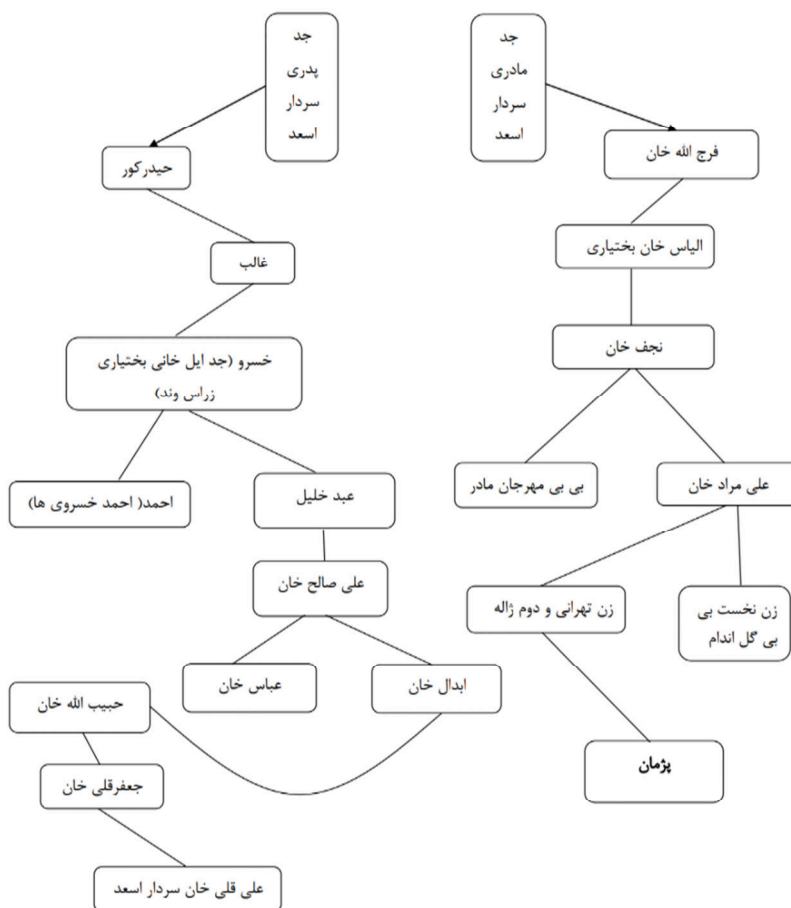 جد
مادری
سردار
اسعد
جد
پدری
سردار
اسعد
فرج الله خان
حیدرکور
الیاس خان بختیاری
غالب
نجف خان
خسرو (جد ایل خانی بختیاری
زراس وند)
علی مراد خان
بی بی مهرجان مادر
عبد خلیل
احمد( احمد خسروی ها)
علی صالح خان
زن نخست بی
بی گل اندام
زن تهرانی و دوم ژاله
ابدال خان
عباس خان
حبیب الله خان
پژمان
جعفرقلی خان
علی قلی خان سردار اسعد